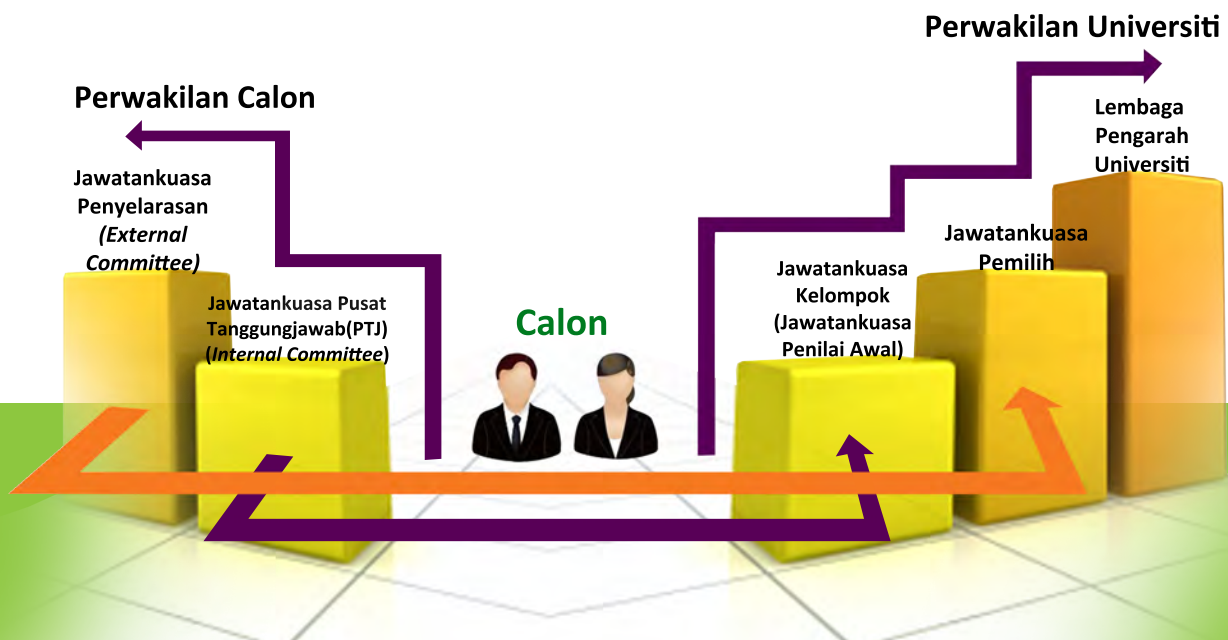 Perwakilan Universiti
Perwakilan Calon
Lembaga
Pengarah
Universiti
Jawatankuasa
Penyelarasan
(External
Committee)
Jawatankuasa
Pemilih
Jawatankuasa
Kelompok
(Jawatankuasa
Penilai Awal)
Jawatankuasa Pusat
Tanggungjawab(PTJ)
(Internal Committee)
Calon